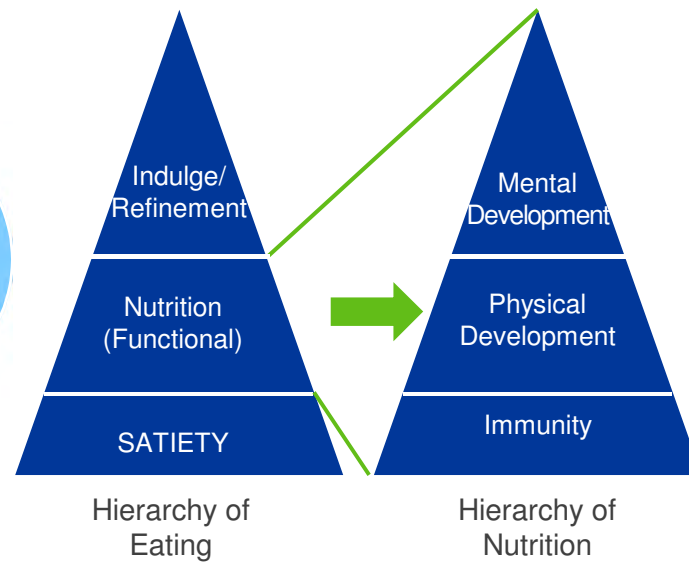 Indulge/
Refinement
Nutrition
(Functional)
SATIETY
Hierarchy of
Eating
Mental
Development
Physical
Development
Immunity
Hierarchy of
Nutrition